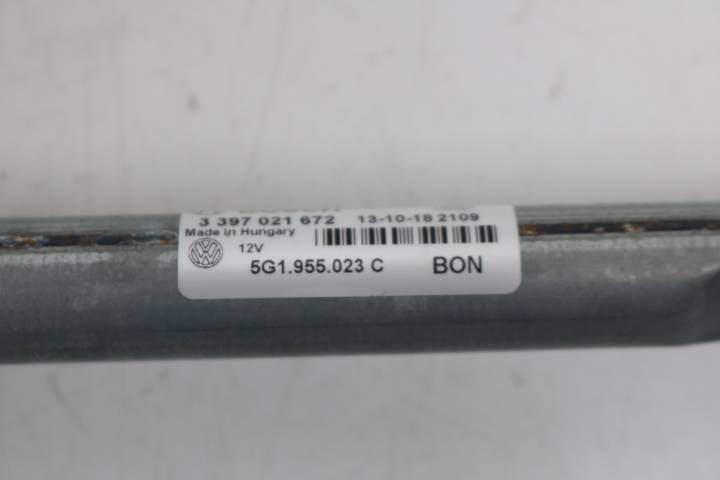 3 397 021 672 13-10-18 2109
Made in Hungary
12V
5G1.955.023 C BON